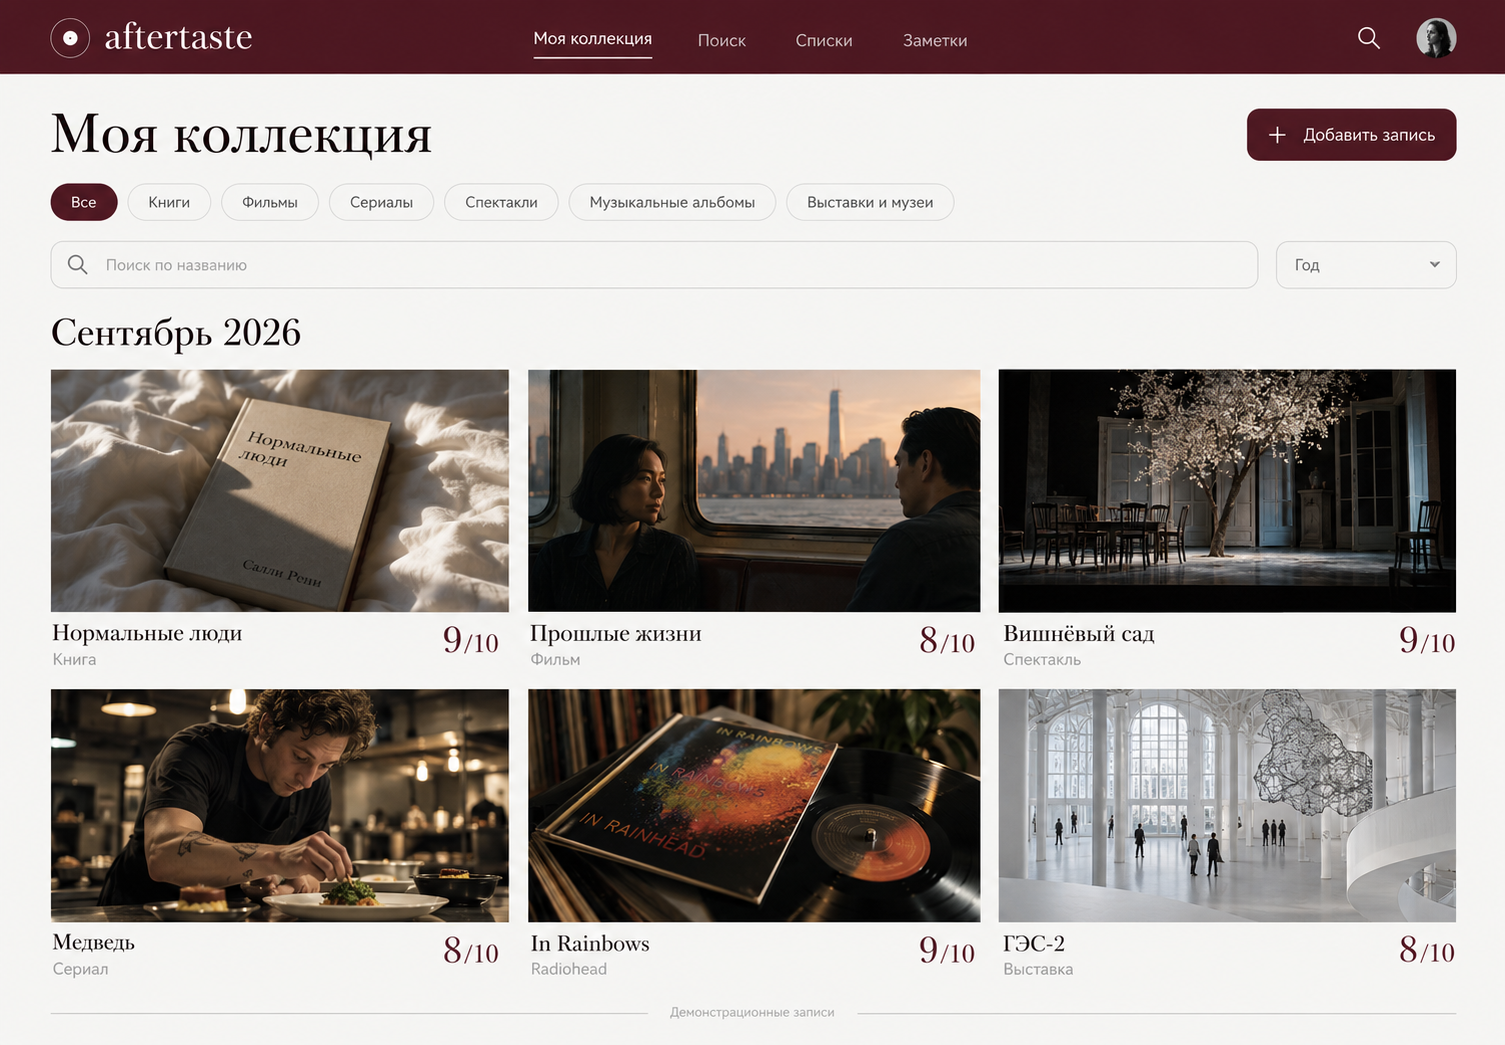 aftertaste
Моя коллекция
Поиск
Списки
Заметки
Моя коллекция
+ Добавить запись
Все
Книги
Фильмы
Сериалы
Спектакли
Музыкальные альбомы
Выставки и музеи
Поиск по названию
Год
Сентябрь 2026
Нормальные
люди
Салли Рени
Нормальные люди
9/10
Книга
Прошлые жизни
8/10
Фильм
Вишнёвый сад
9/10
Спектакль
IN RAINBOWS
IN RAINBOWS
IN RAINHEAD
Медведь
8/10
Сериал
In Rainbows
9/10
Radiohead
ГЭС-2
8/10
Выставка
Демонстрационные записи